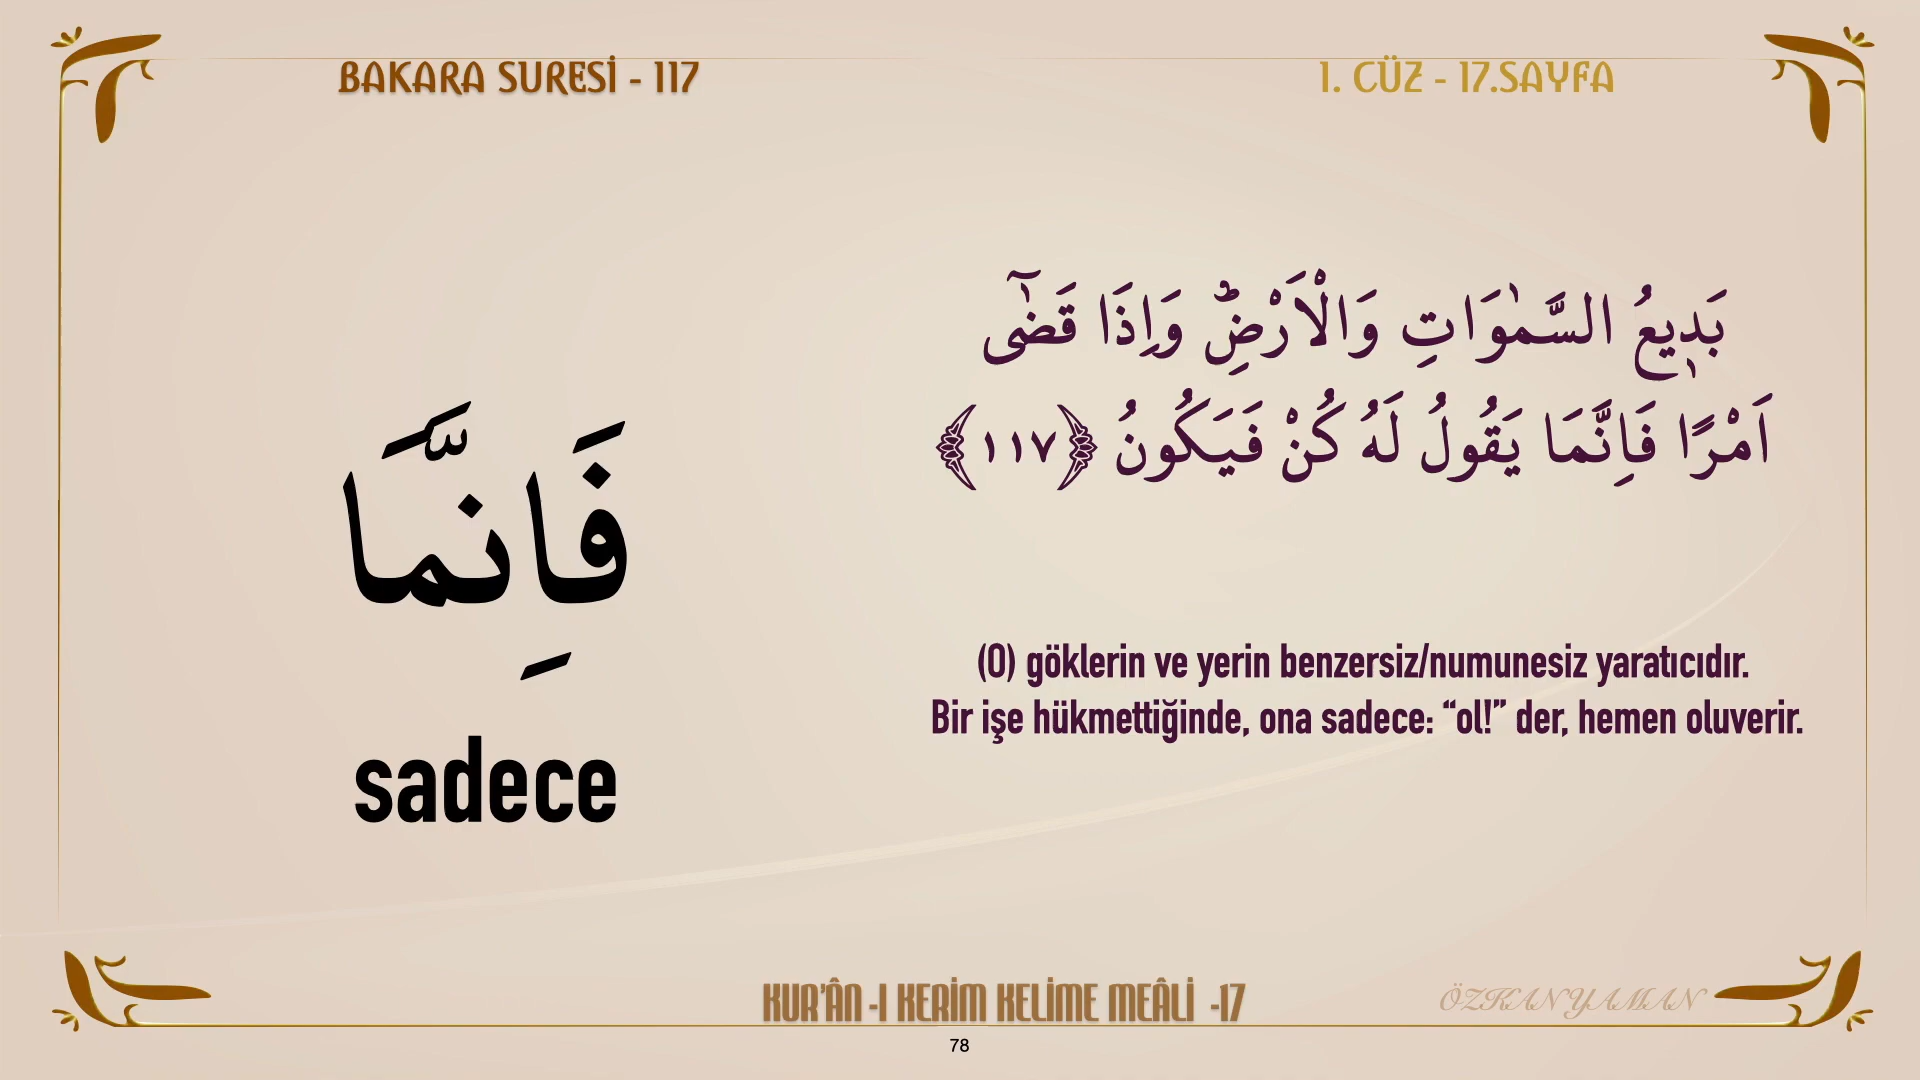 BAKARA SURESİ - 117
1. CÜZ - 17.SAYFA
بَد۪يعُ السَّمٰوَاتِ وَالْاَرْضِۜ وَاِذَا قَضٰٓى
اَمْرًا فَاِنَّمَا يَقُولُ لَهُ كُنْ فَيَكُونُ ﴿١١٧﴾
فَاِنَّمَا
sadece
(O) göklerin ve yerin benzersiz/numunesiz yaratıcıdır.
Bir işe hükmettiğinde, ona sadece: “ol!” der, hemen oluverir.
KUR’ÂN -I KERİM KELİME MEÂLİ -17
ÖZKAN YAMAN
78